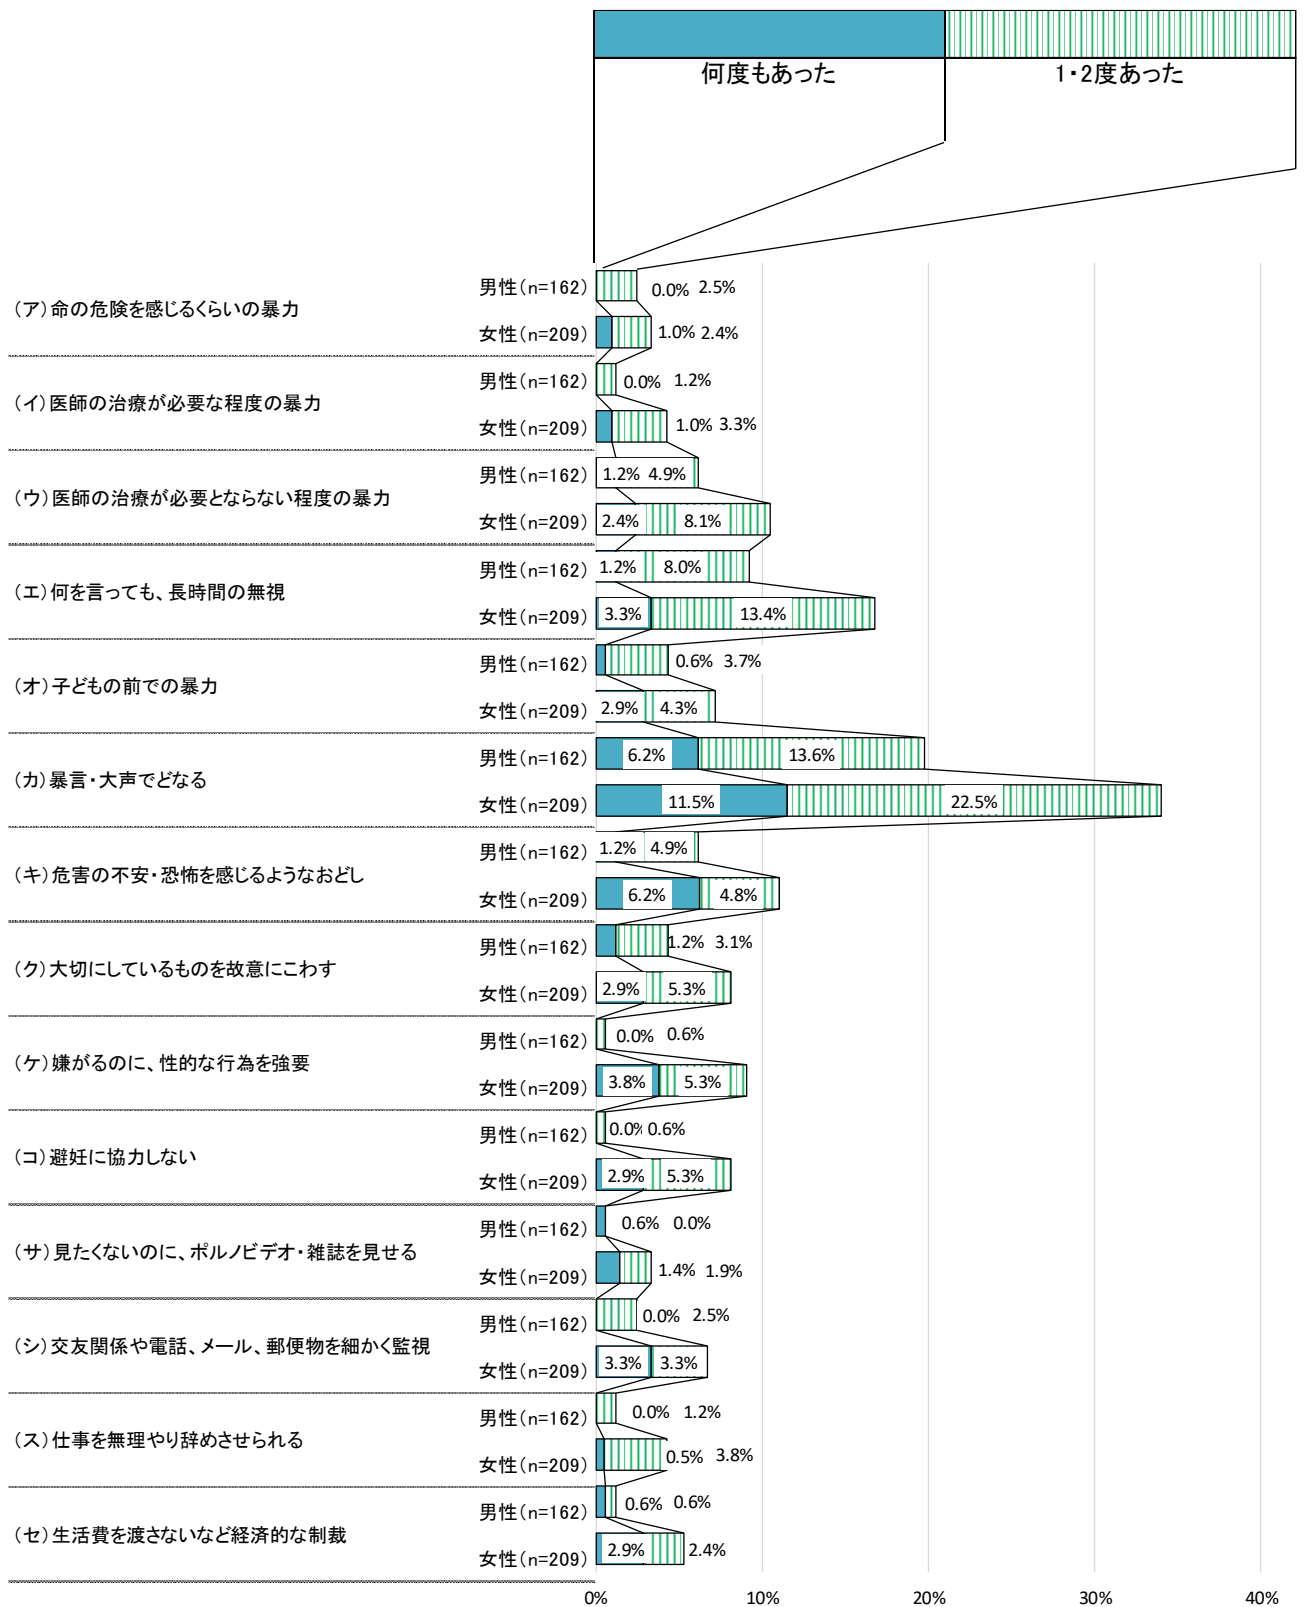 何度もあった 1・2度あった
(ア)命の危険を感じるくらいの暴力
男性(n=162) 0.0% 2.5%
女性(n=209) 1.0% 2.4%
(イ)医師の治療が必要な程度の暴力
男性(n=162) 0.0% 1.2%
女性(n=209) 1.0% 3.3%
(ウ)医師の治療が必要とならない程度の暴力
男性(n=162) 1.2% 4.9%
女性(n=209) 2.4% 8.1%
(エ)何を言っても、長時間の無視
男性(n=162) 1.2% 8.0%
女性(n=209) 3.3% 13.4%
(オ)子どもの前での暴力
男性(n=162) 0.6% 3.7%
女性(n=209) 2.9% 4.3%
(カ)暴言・大声でどなる
男性(n=162) 6.2% 13.6%
女性(n=209) 11.5% 22.5%
(キ)危害の不安・恐怖を感じるようなおどし
男性(n=162) 1.2% 4.9%
女性(n=209) 6.2% 4.8%
(ク)大切にしているものを故意にこわす
男性(n=162) 1.2% 3.1%
女性(n=209) 2.9% 5.3%
(ケ)嫌がるのに、性的な行為を強要
男性(n=162) 0.0% 0.6%
女性(n=209) 3.8% 5.3%
(コ)避妊に協力しない
男性(n=162) 0.0% 0.6%
女性(n=209) 2.9% 5.3%
(サ)見たくないのに、ポルノビデオ・雑誌を見せる
男性(n=162) 0.6% 0.0%
女性(n=209) 1.4% 1.9%
(シ)交友関係や電話、メール、郵便物を細かく監視
男性(n=162) 0.0% 2.5%
女性(n=209) 3.3% 3.3%
(ス)仕事を無理やり辞めさせられる
男性(n=162) 0.0% 1.2%
女性(n=209) 0.5% 3.8%
(セ)生活費を渡さないなど経済的な制裁
男性(n=162) 0.6% 0.6%
女性(n=209) 2.9% 2.4%
0% 10% 20% 30% 40%